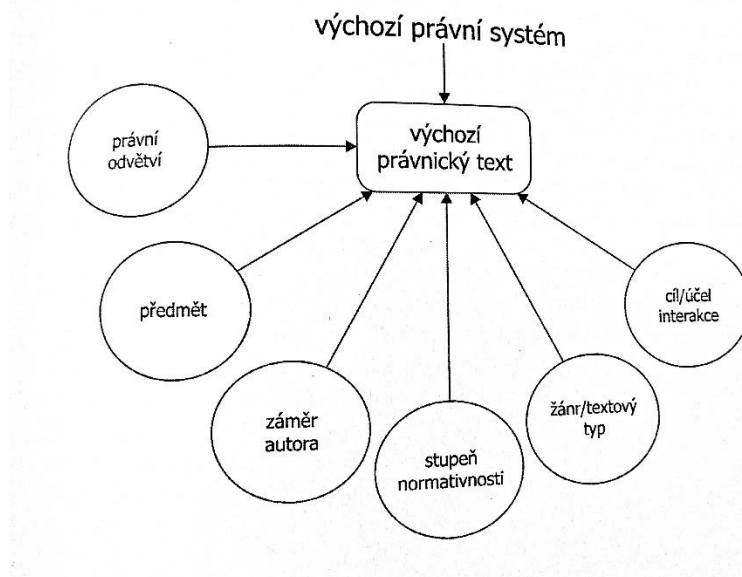 výchozí právní systém
výchozí
právnický text
právní
odvětví
předmět
záměr
autora
stupeň
normativnosti
žánr/textový
typ
cíl/účel
interakce